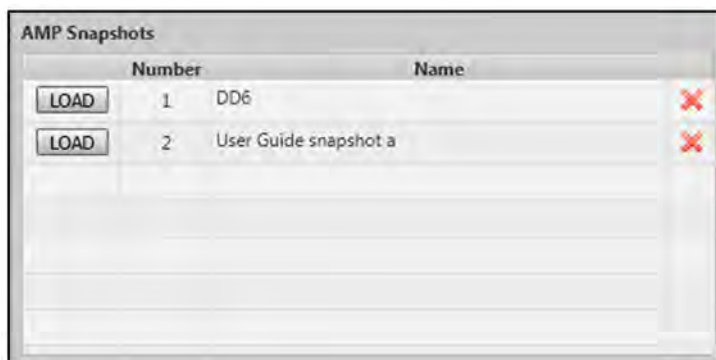 AMP Snapshots
Number Name
LOAD 1 DD6
LOAD 2 User Guide snapshot a